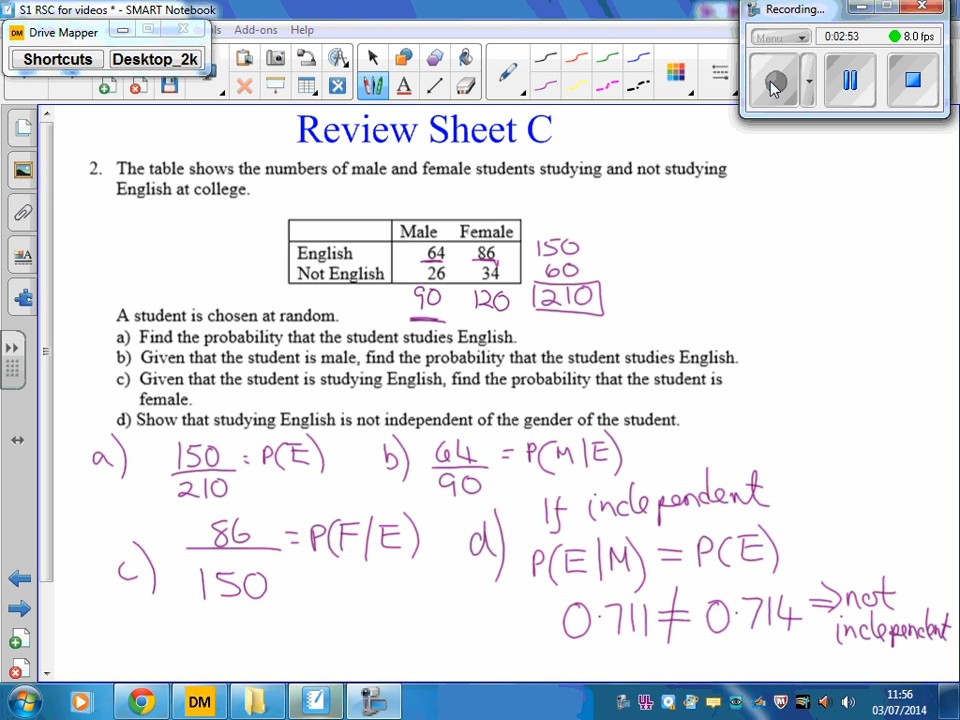 S1 RSC for videos * - SMART Notebook
Recording...
DM Drive Mapper
Add-ons Help
Menu 0:02:53 8.0 fps
Shortcuts Desktop_2k
A
Review Sheet C
2. The table shows the numbers of male and female students studying and not studying
English at college.
Male Female
English 64 86 150
Not English 26 34 60
90 120 210
A student is chosen at random.
a) Find the probability that the student studies English.
b) Given that the student is male, find the probability that the student studies English.
c) Given that the student is studying English, find the probability that the student is
female.
d) Show that studying English is not independent of the gender of the student.
a) 150/210 = P(E) b) 64/90 = P(M/E)
c) 86/150 = P(F/E) d) If independent
P(E/M) = P(E)
0.711 ≠ 0.714 ⇒ not
independent
DM
11:56
03/07/2014